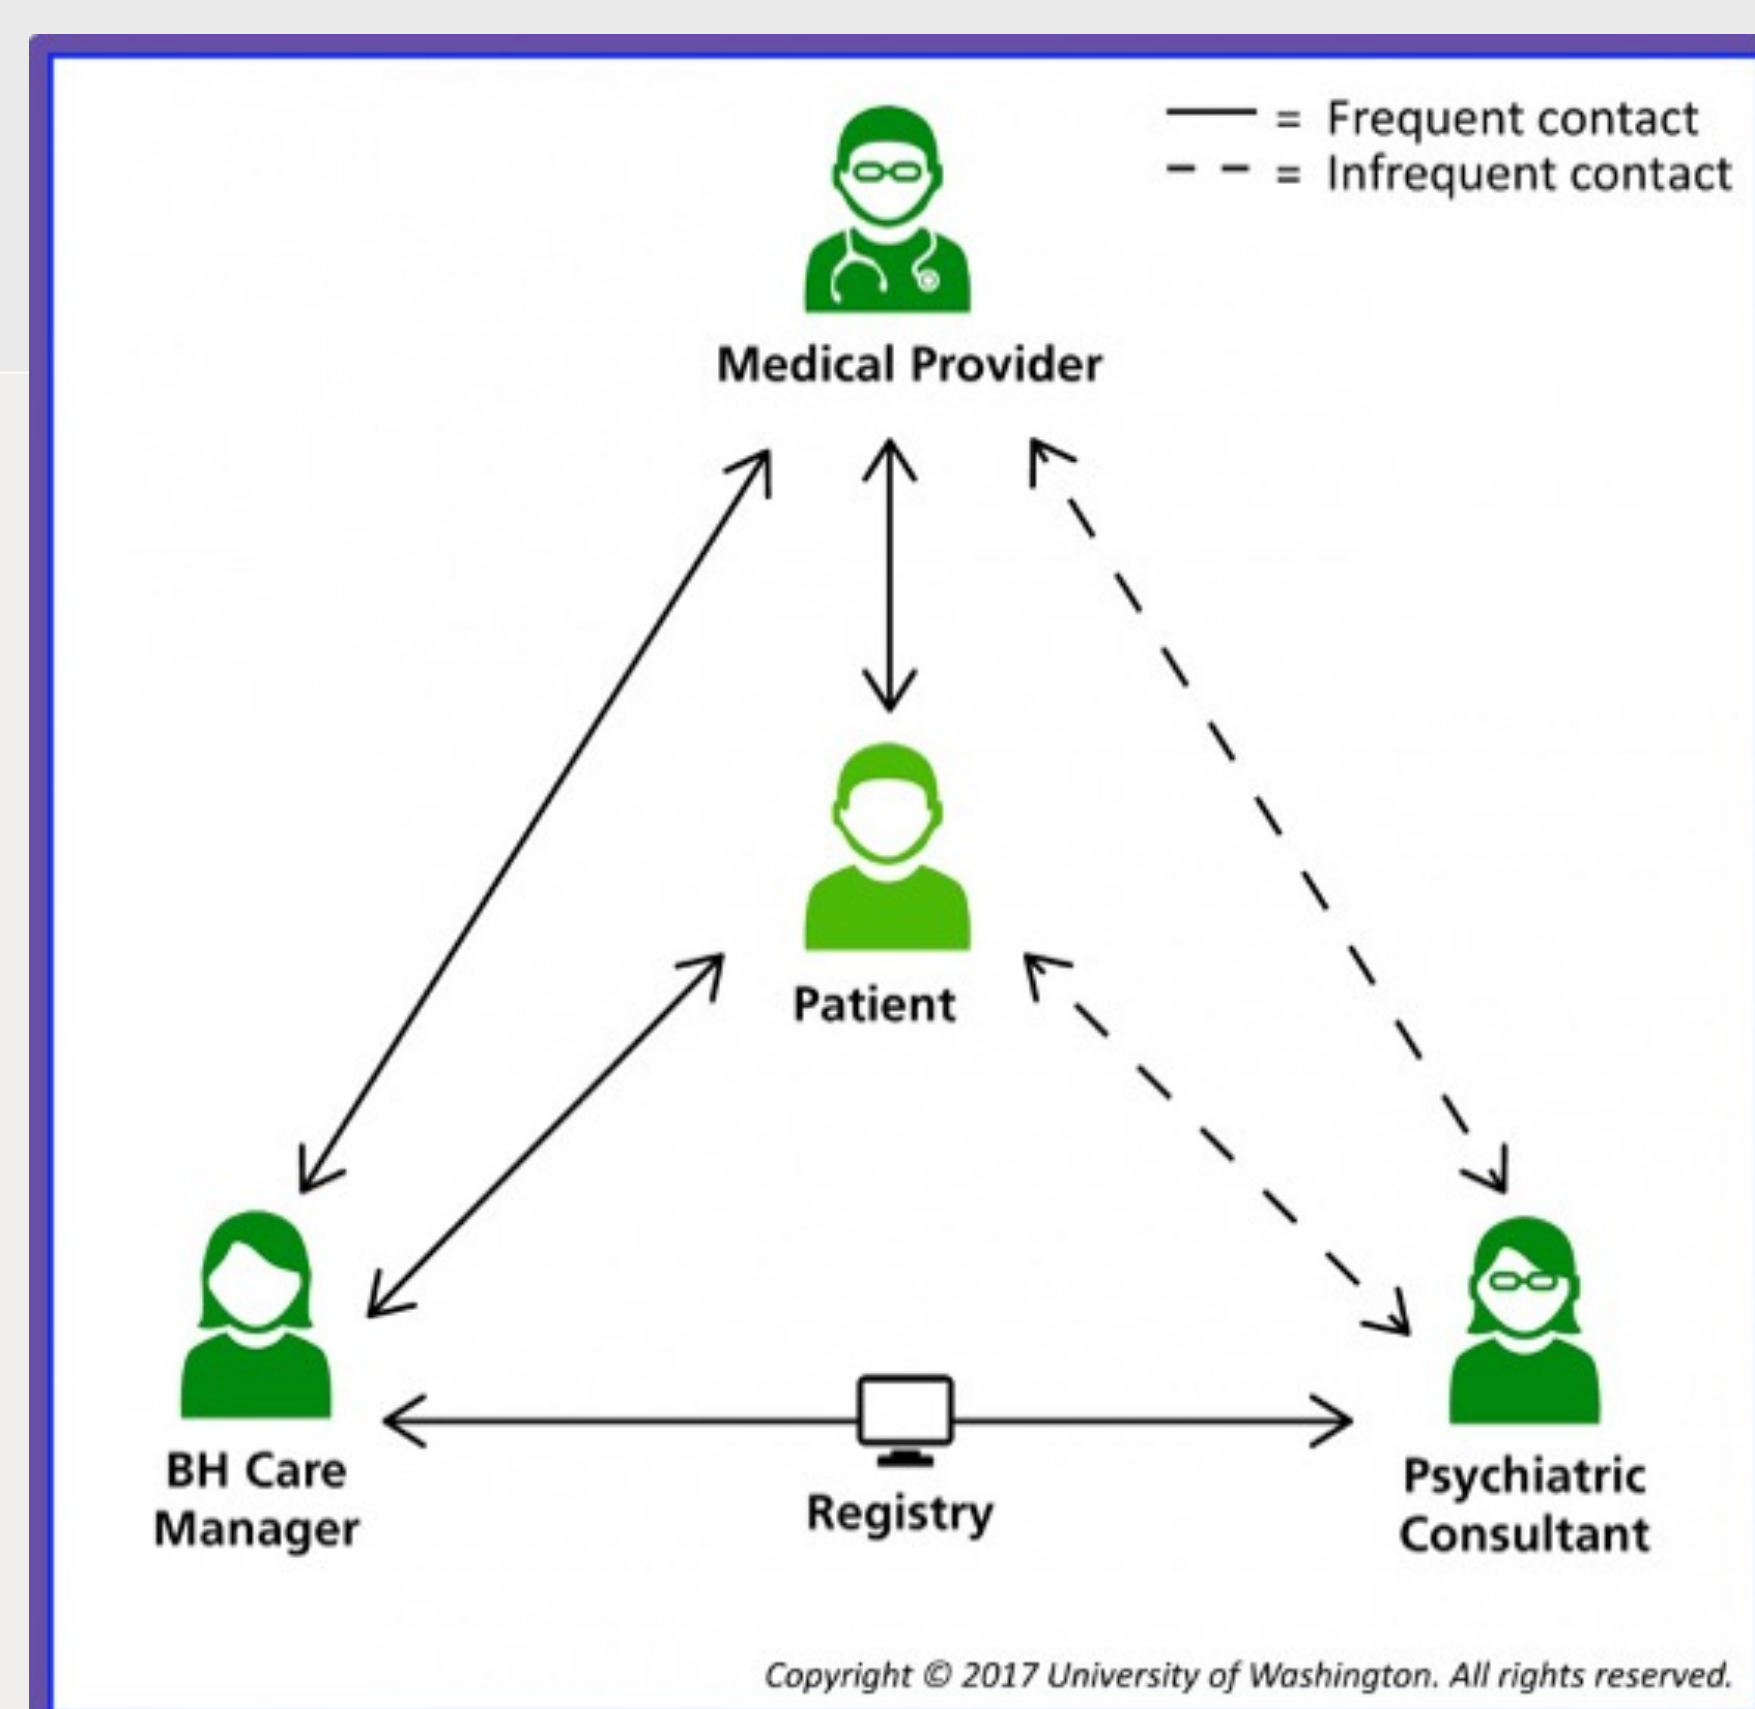 = Frequent contact
= Infrequent contact
Medical Provider
Patient
BH Care
Manager
Registry
Psychiatric
Consultant
Copyright © 2017 University of Washington. All rights reserved.